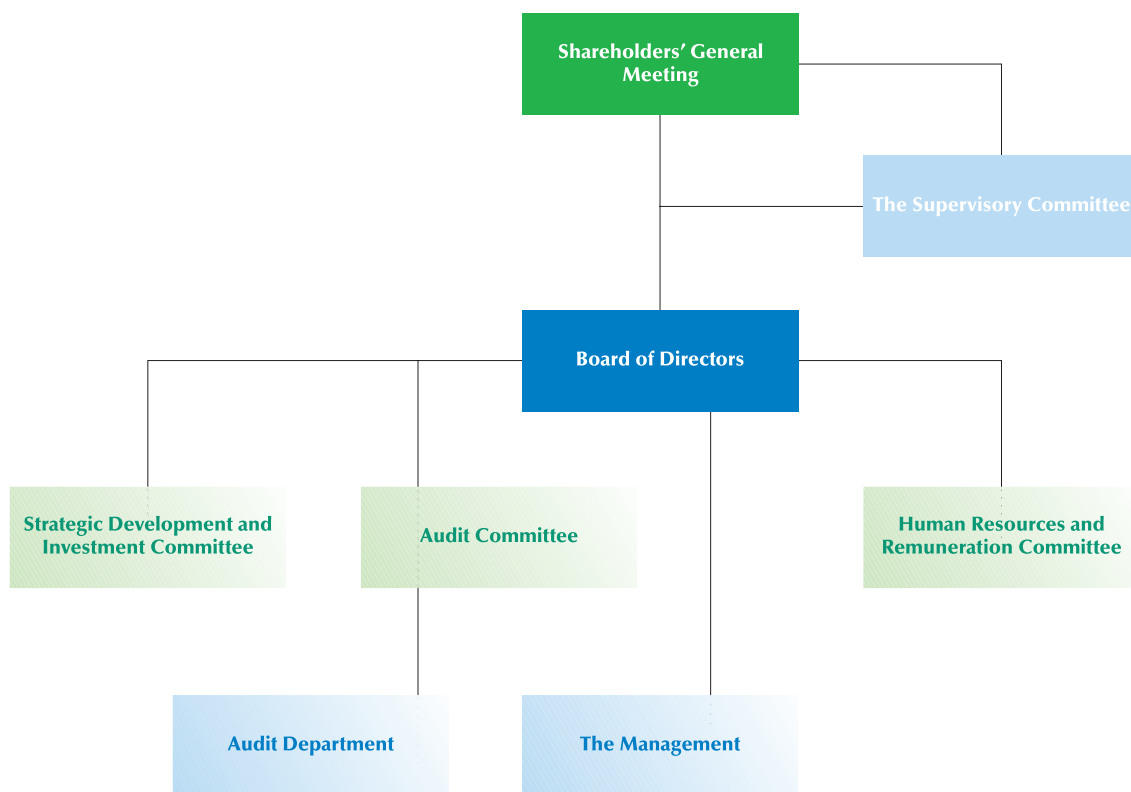 Shareholders’ General
Meeting
The Supervisory Committee
Board of Directors
Strategic Development and
Investment Committee
Audit Committee
Human Resources and
Remuneration Committee
Audit Department
The Management